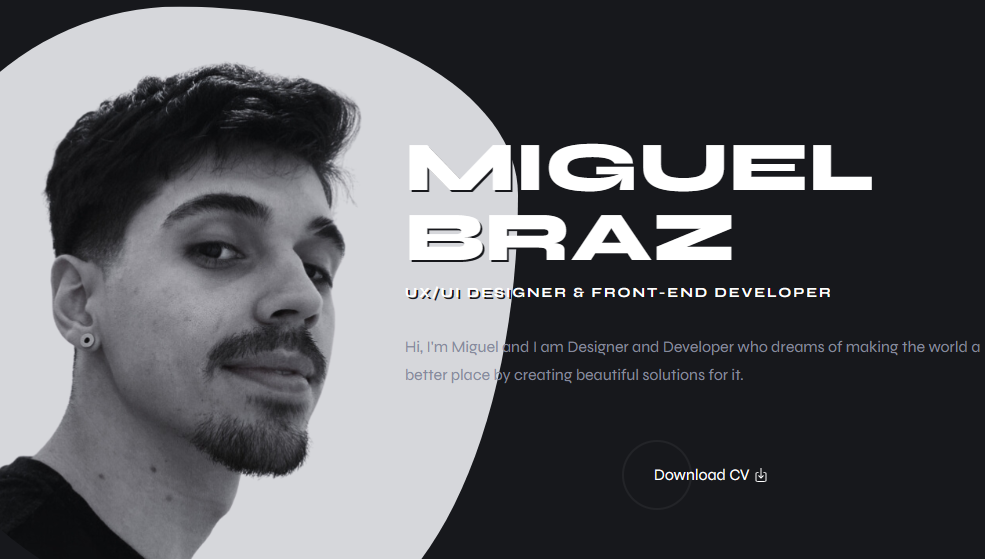 MIGUEL
BRAZ
UX/UI DESIGNER & FRONT-END DEVELOPER
Hi, I'm Miguel and I am Designer and Developer who dreams of making the world a
better place by creating beautiful solutions for it.
Download CV